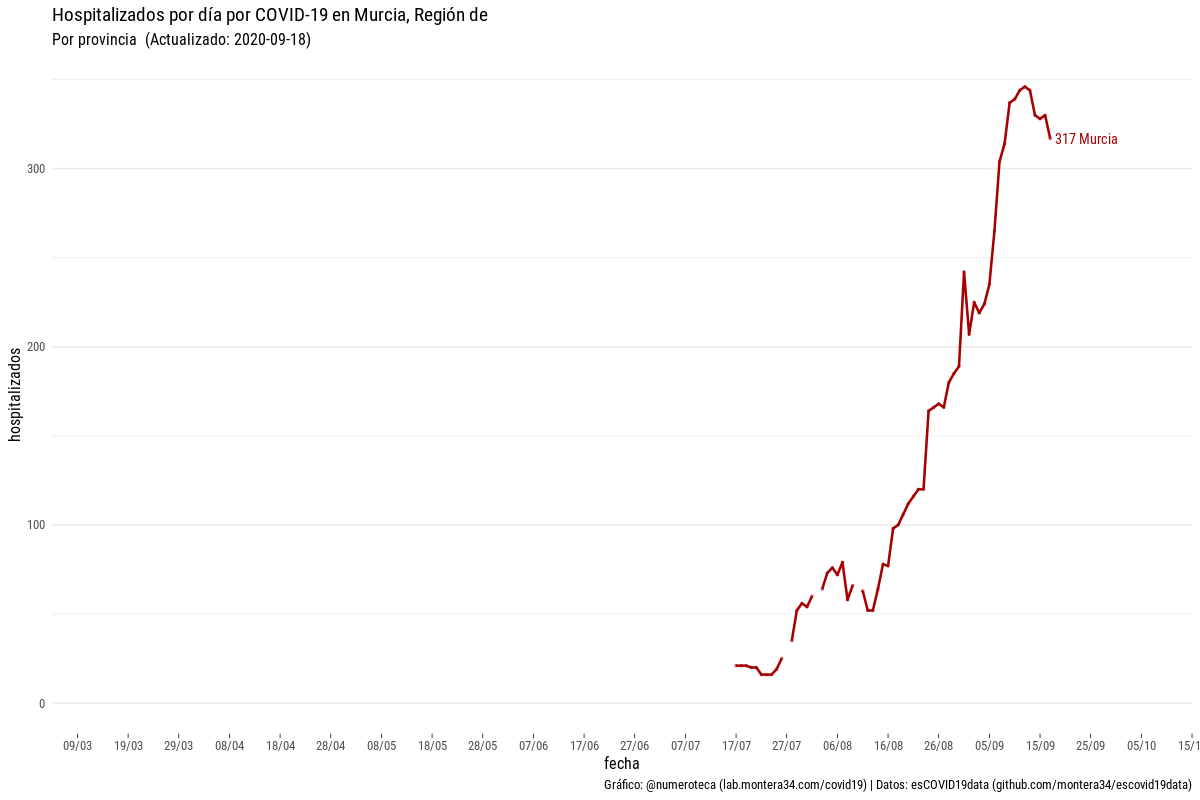 Hospitalizados por día por COVID-19 en Murcia, Región de
Por provincia  (Actualizado: 2020-09-18)
317 Murcia
300
200
100
0
hospitalizados
09/03 19/03 29/03 08/04 18/04 28/04 08/05 18/05 28/05 07/06 17/06 27/06 07/07 17/07 27/07 06/08 16/08 26/08 05/09 15/09 25/09 05/10 15/1
fecha
Gráfico: @numeroteca (lab.montera34.com/covid19) | Datos: esCOVID19data (github.com/montera34/escovid19data)